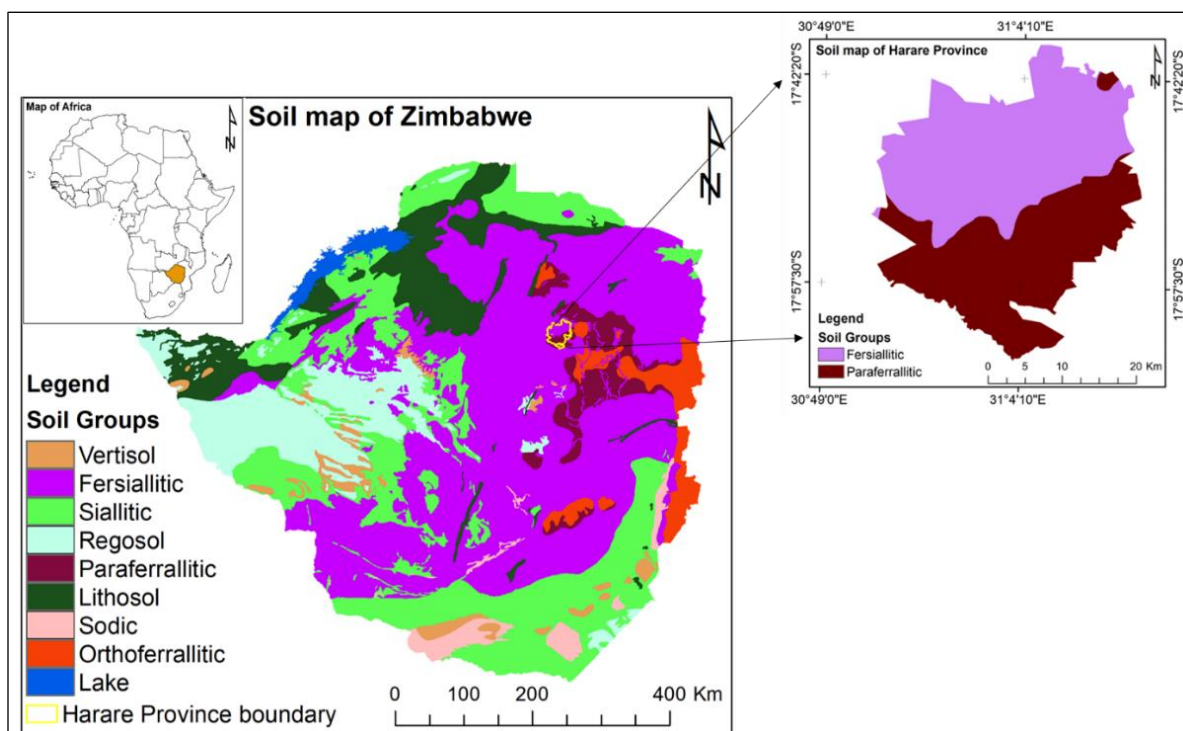 Map of Africa
N
Soil map of Zimbabwe
N
Legend
Soil Groups
Vertisol
Fersiallitic
Siallitic
Regosol
Paraferrallitic
Lithosol
Sodic
Orthoferrallitic
Lake
Harare Province boundary
0 100 200 400 Km
30°49'0"E 31°4'10"E
Soil map of Harare Province
N
17°42'20"S 17°42'20"S
17°57'30"S 17°57'30"S
Legend
Soil Groups
Fersiallitic
Paraferrallitic
0 5 10 20 Km
30°49'0"E 31°4'10"E